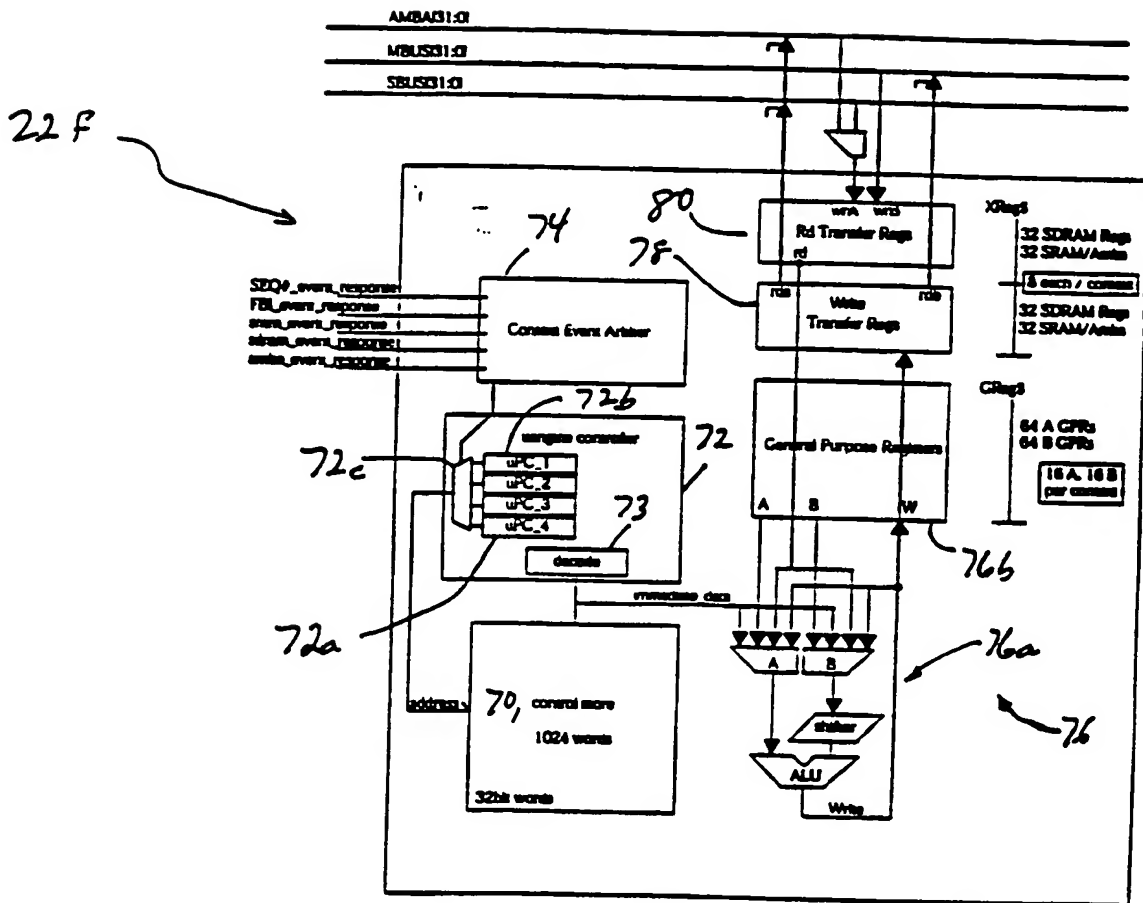 AMBA[31:0]
MBUS[31:0]
SBUS[31:0]
22F
80
wrA wrB
Rd Transfer Regs
rd
XRegs
32 SDRAM Regs
32 SRAM/Amba
8 each / context
32 SDRAM Regs
32 SRAM/Amba
74
78
rda
rdb
Write
Transfer Regs
SEQ#_event_response
FBI_event_response
sram_event_response
sdram_event_response
amba_event_response
Context Event Arbiter
72b
72
72c
uPC_1
uPC_2
uPC_3
uPC_4
73
decode
72a
General Purpose Registers
A B W
GRegs
64 A GPRs
64 B GPRs
16 A, 16 B
per context
76b
immediate data
A B
76a
76
shifter
ALU
Write
address
70,
control store
1024 words
32bit words